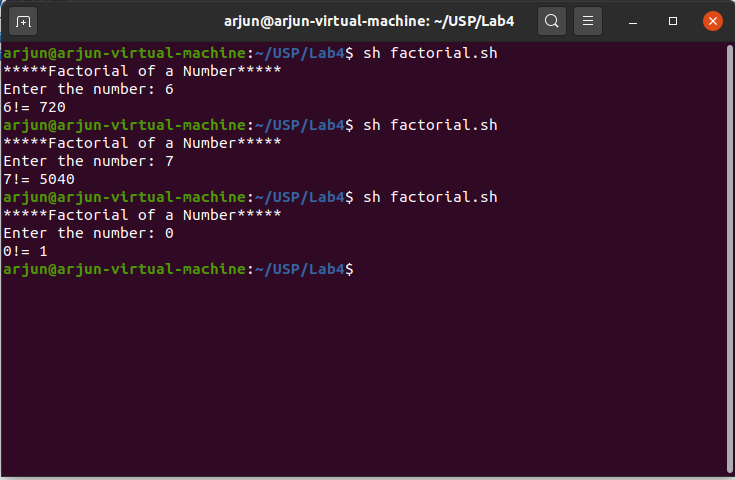 arjun@arjun-virtual-machine: ~/USP/Lab4
arjun@arjun-virtual-machine:~/USP/Lab4$ sh factorial.sh
*****Factorial of a Number*****
Enter the number: 6
6!= 720
arjun@arjun-virtual-machine:~/USP/Lab4$ sh factorial.sh
*****Factorial of a Number*****
Enter the number: 7
7!= 5040
arjun@arjun-virtual-machine:~/USP/Lab4$ sh factorial.sh
*****Factorial of a Number*****
Enter the number: 0
0!= 1
arjun@arjun-virtual-machine:~/USP/Lab4$